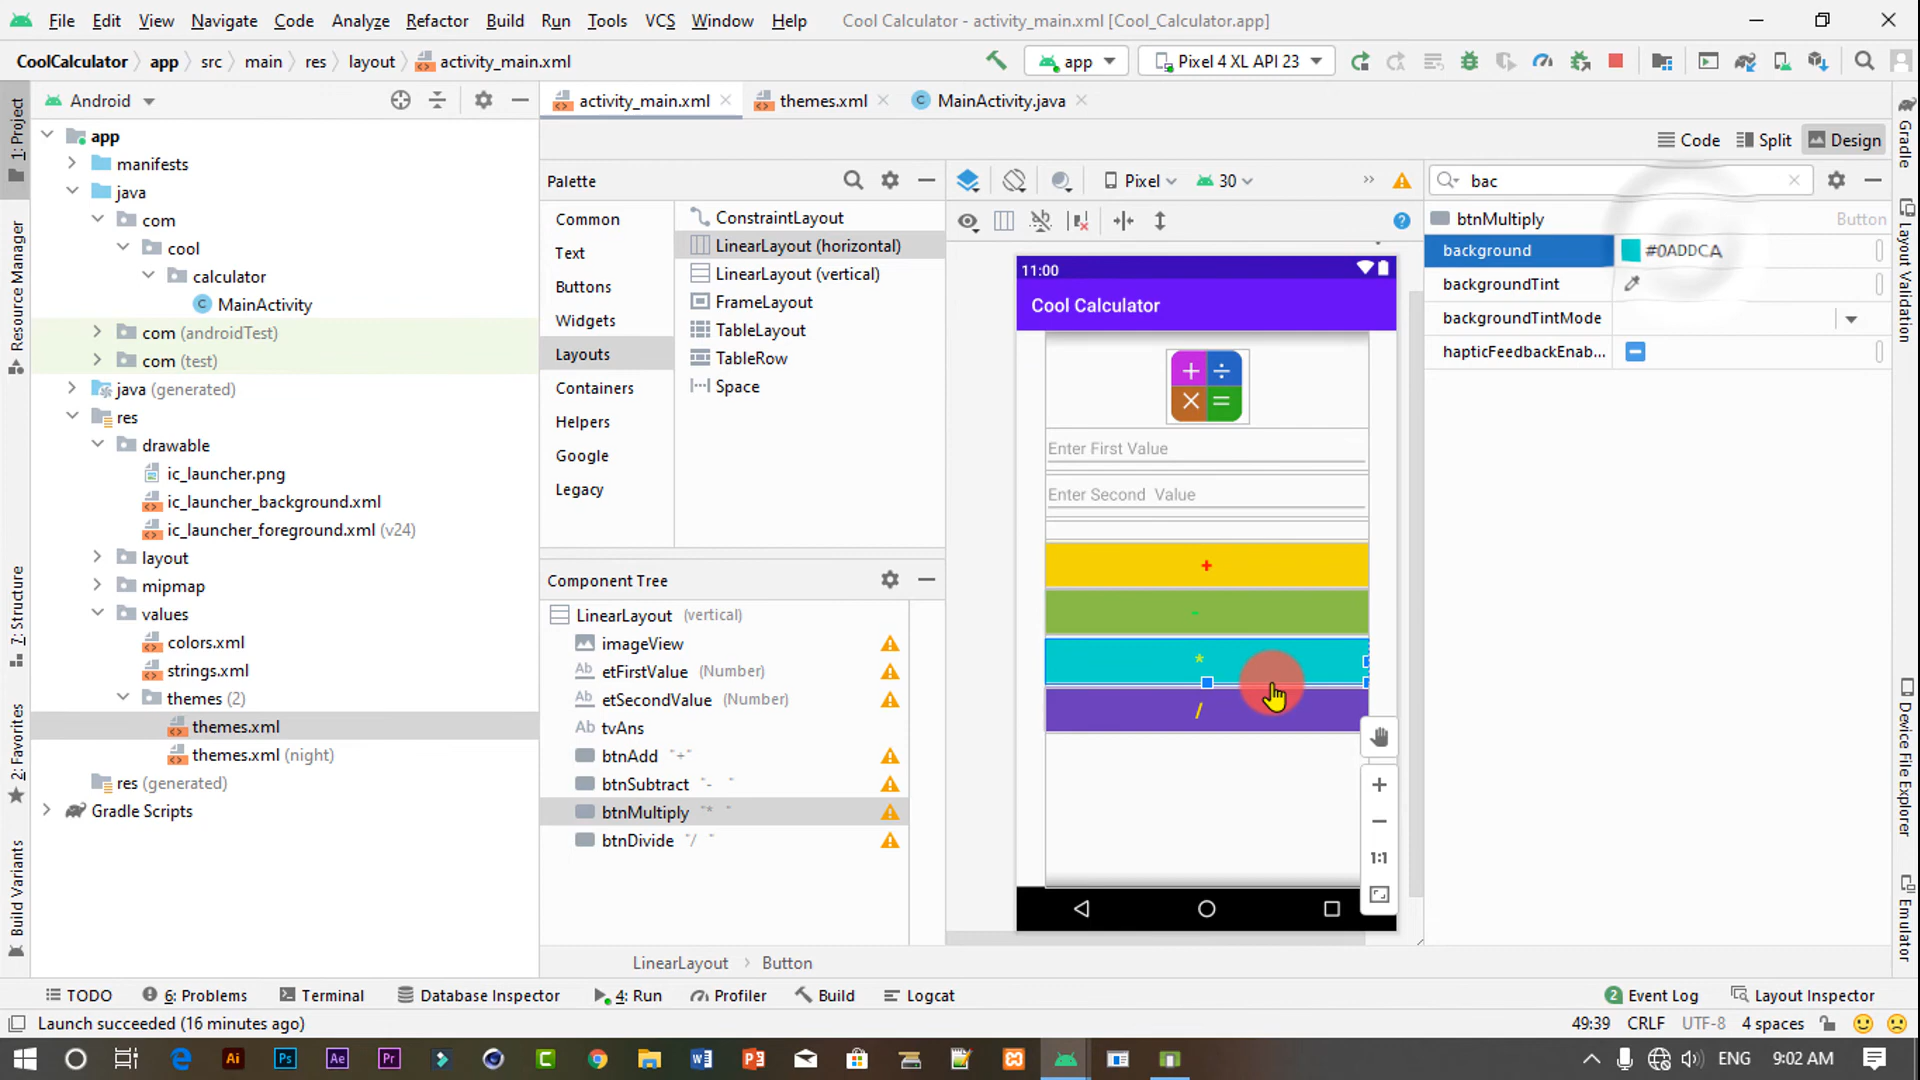 File Edit View Navigate Code Analyze Refactor Build Run Tools VCS Window Help Cool Calculator - activity_main.xml [Cool_Calculator.app]
CoolCalculator app src main res layout activity_main.xml app Pixel 4 XL API 23
Android activity_main.xml themes.xml MainActivity.java
Code Split Design
1: Project
Resource Manager
7: Structure
2: Favorites
Build Variants
app
manifests
java
com
cool
calculator
MainActivity
com (androidTest)
com (test)
java (generated)
res
drawable
ic_launcher.png
ic_launcher_background.xml
ic_launcher_foreground.xml (v24)
layout
mipmap
values
colors.xml
strings.xml
themes (2)
themes.xml
themes.xml (night)
res (generated)
Gradle Scripts
Palette
Common
Text
Buttons
Widgets
Layouts
Containers
Helpers
Google
Legacy
ConstraintLayout
LinearLayout (horizontal)
LinearLayout (vertical)
FrameLayout
TableLayout
TableRow
Space
Component Tree
LinearLayout (vertical)
imageView
Ab etFirstValue (Number)
Ab etSecondValue (Number)
Ab tvAns
btnAdd "+"
btnSubtract "- "
btnMultiply "* "
btnDivide "/ "
Pixel 30
11:00
Cool Calculator
+ ÷
× =
Enter First Value
Enter Second Value
+
-
*
/
+
−
1:1
bac
btnMultiply Button
background #0ADDCA
backgroundTint
backgroundTintMode
hapticFeedbackEnab...
Gradle
Layout Validation
Device File Explorer
Emulator
LinearLayout Button
TODO 6: Problems Terminal Database Inspector 4: Run Profiler Build Logcat 2 Event Log Layout Inspector
Launch succeeded (16 minutes ago) 49:39 CRLF UTF-8 4 spaces
Ai Ps Ae Pr C W P ENG 9:02 AM